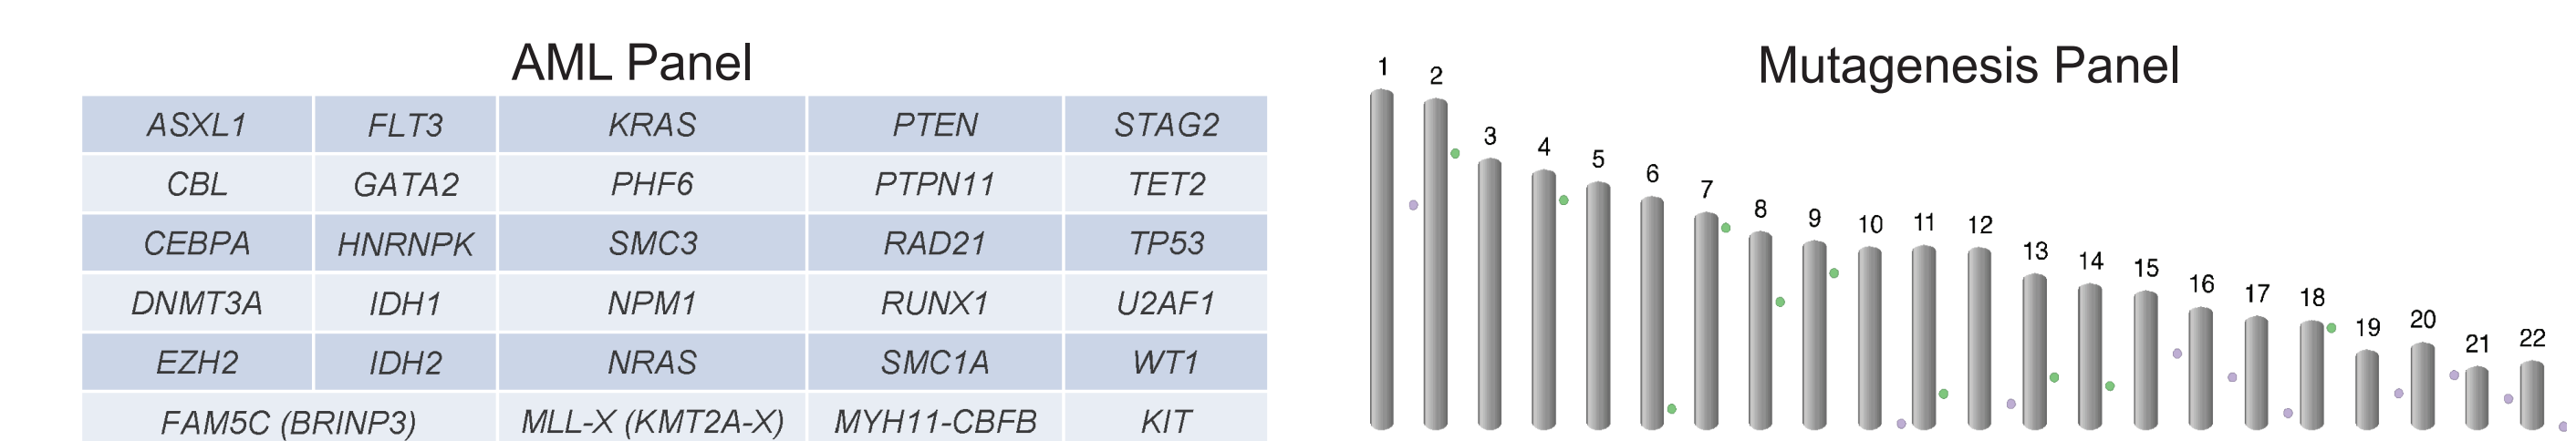 AML Panel
ASXL1 FLT3 KRAS PTEN STAG2
CBL GATA2 PHF6 PTPN11 TET2
CEBPA HNRNPK SMC3 RAD21 TP53
DNMT3A IDH1 NPM1 RUNX1 U2AF1
EZH2 IDH2 NRAS SMC1A WT1
FAM5C (BRINP3) MLL-X (KMT2A-X) MYH11-CBFB KIT
Mutagenesis Panel
1 2 3 4 5 6 7 8 9 10 11 12 13 14 15 16 17 18 19 20 21 22